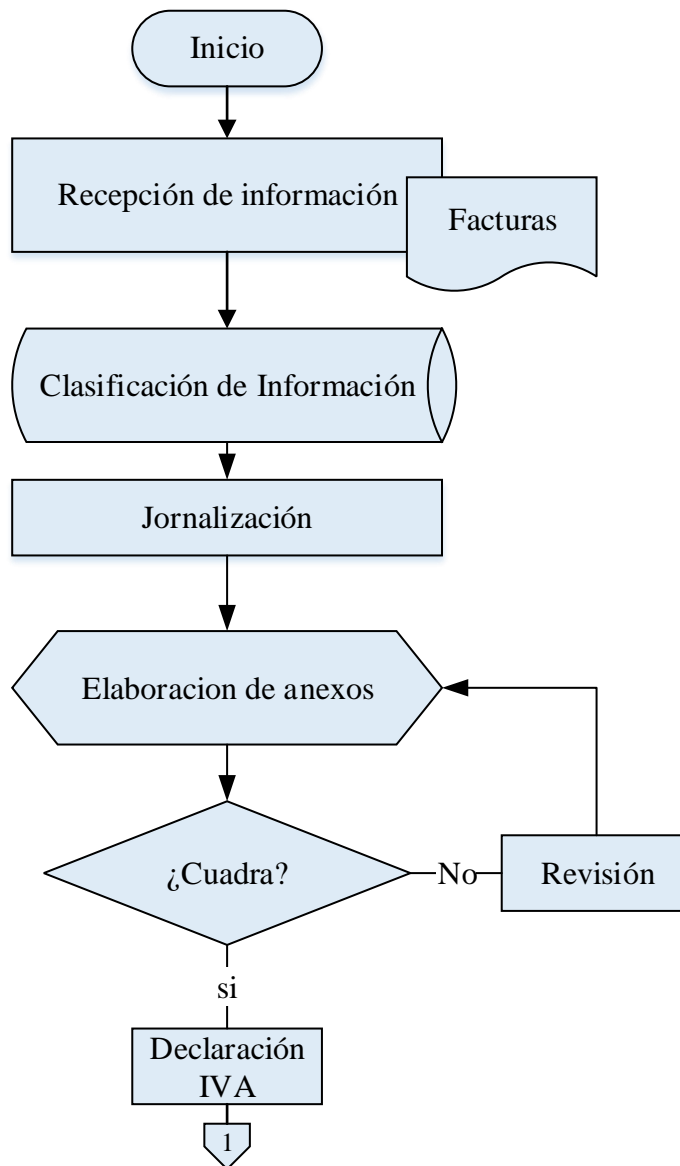 Inicio
Recepción de información
Facturas
Clasificación de Información
Jornalización
Elaboracion de anexos
¿Cuadra?
No
Revisión
si
Declaración
IVA
1